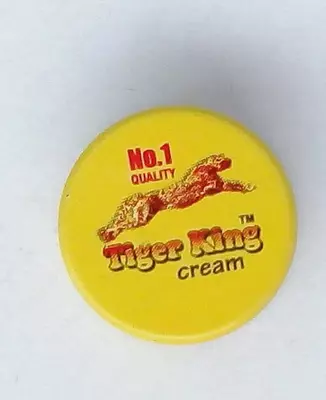 No.1
QUALITY
Tiger King™
cream